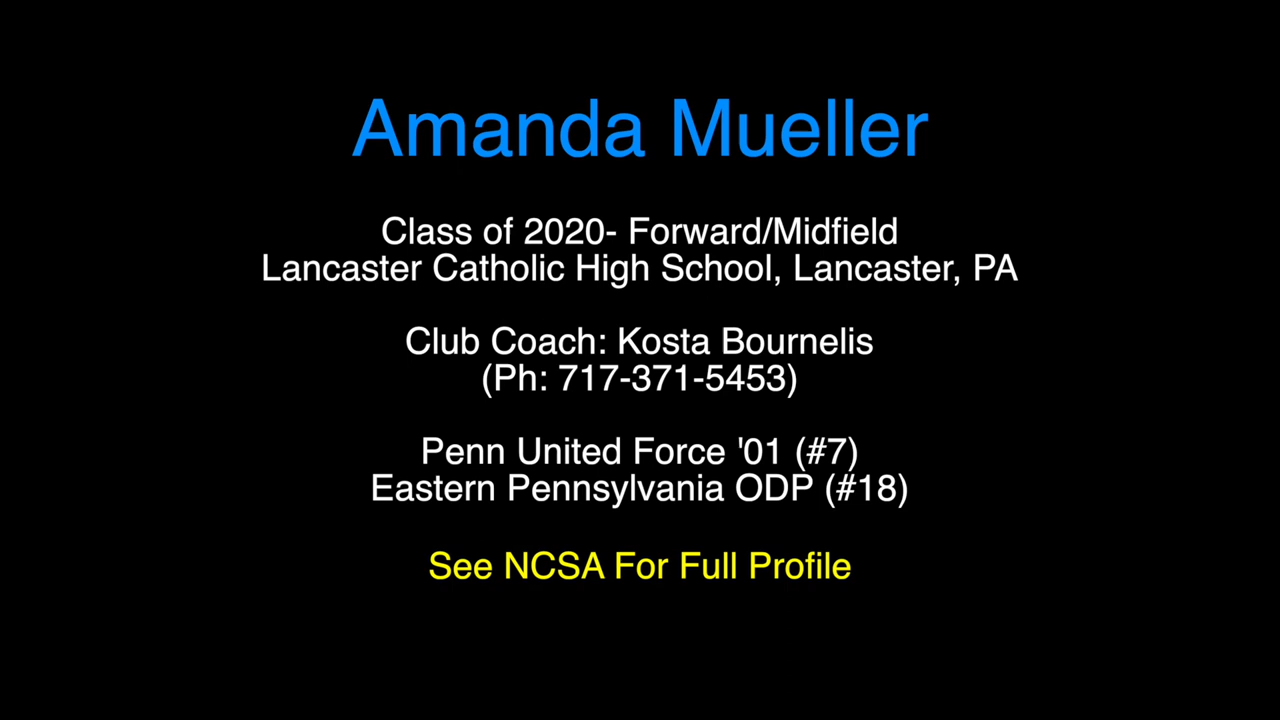 Amanda Mueller
Class of 2020- Forward/Midfield
Lancaster Catholic High School, Lancaster, PA
Club Coach: Kosta Bournelis
(Ph: 717-371-5453)
Penn United Force '01 (#7)
Eastern Pennsylvania ODP (#18)
See NCSA For Full Profile